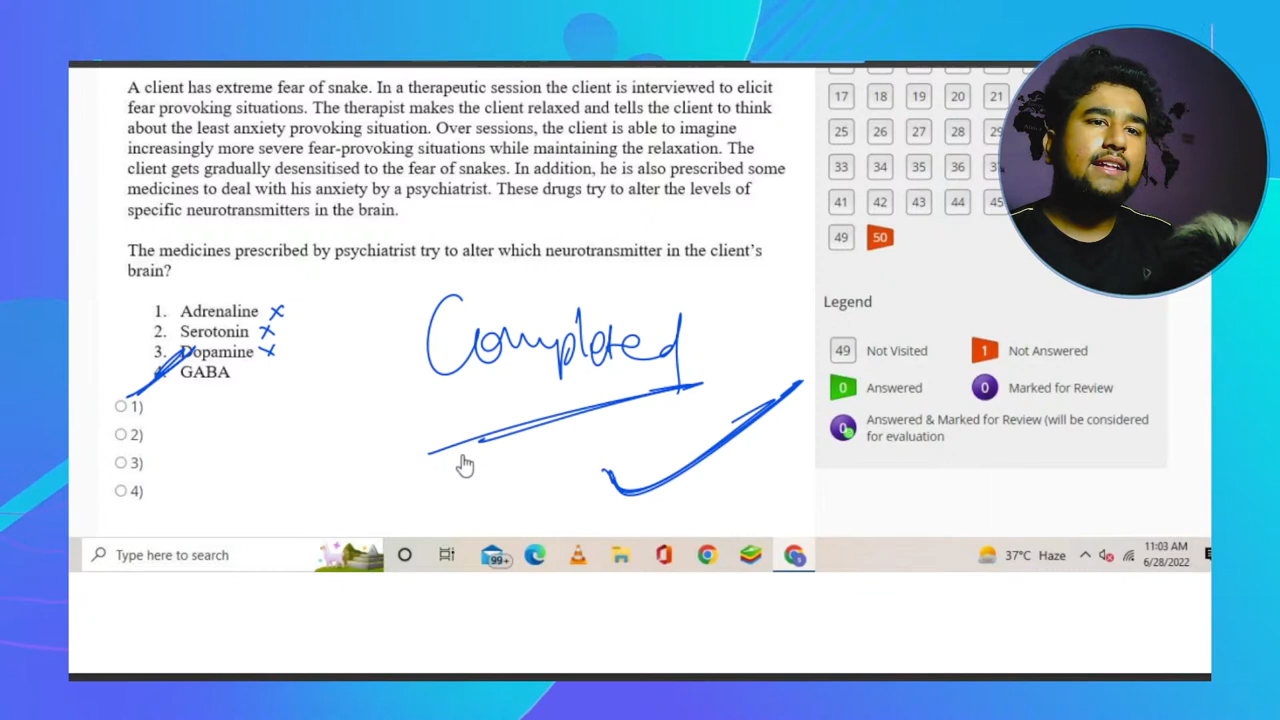 A client has extreme fear of snake. In a therapeutic session the client is interviewed to elicit
fear provoking situations. The therapist makes the client relaxed and tells the client to think
about the least anxiety provoking situation. Over sessions, the client is able to imagine
increasingly more severe fear-provoking situations while maintaining the relaxation. The
client gets gradually desensitised to the fear of snakes. In addition, he is also prescribed some
medicines to deal with his anxiety by a psychiatrist. These drugs try to alter the levels of
specific neurotransmitters in the brain.
The medicines prescribed by psychiatrist try to alter which neurotransmitter in the client's
brain?
1. Adrenaline x
2. Serotonin x
3. Dopamine x
GABA
Completed
1)
2)
3)
4)
17 18 19 20 21
25 26 27 28 29
33 34 35 36
41 42 43 44 45
49 50
Legend
49 Not Visited
1 Not Answered
0 Answered
0 Marked for Review
0 Answered & Marked for Review (will be considered
for evaluation
Type here to search
99+
37°C Haze
11:03 AM
6/28/2022